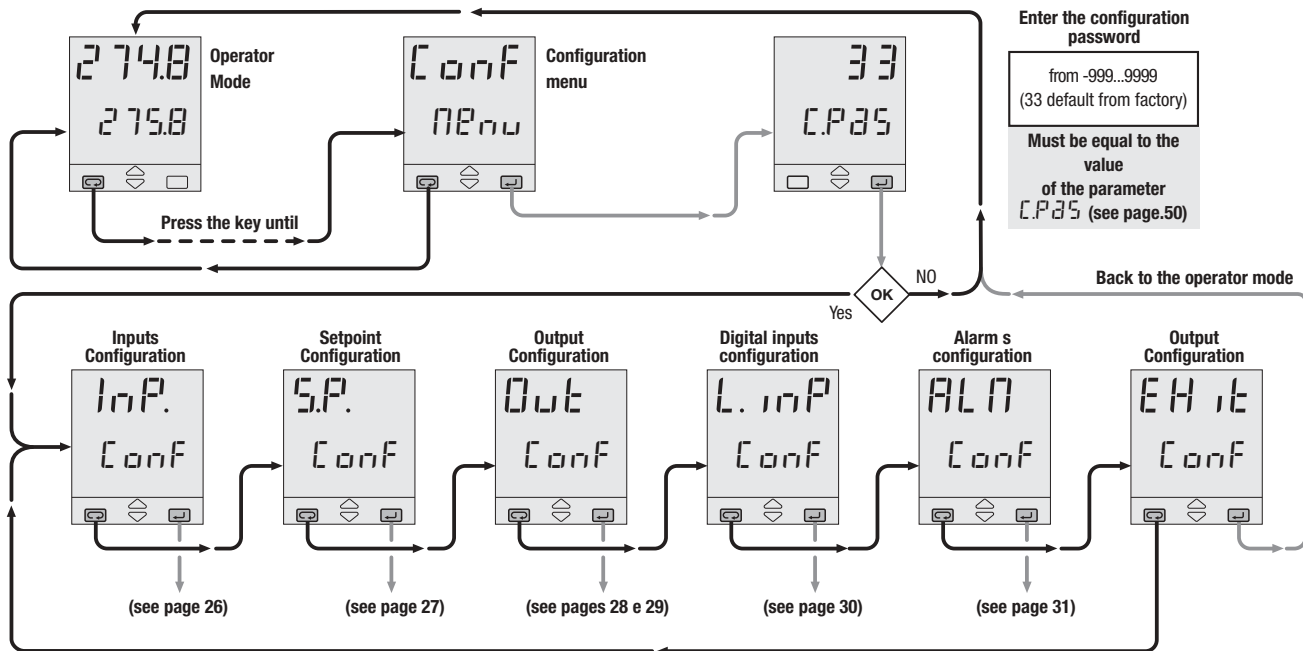 274.8
275.8
Operator
Mode
Conf
Menu
Configuration
menu
33
C.PaS
Enter the configuration
password
from -999...9999
(33 default from factory)
Must be equal to the
value
of the parameter
C.PaS (see page.50)
Press the key until
OK
NO
Yes
Back to the operator mode
Inputs
Configuration
InP.
Conf
(see page 26)
Setpoint
Configuration
S.P.
Conf
(see page 27)
Output
Configuration
Out
Conf
(see pages 28 e 29)
Digital inputs
configuration
L. inP
Conf
(see page 30)
Alarm s
configuration
ALM
Conf
(see page 31)
Output
Configuration
EHit
Conf